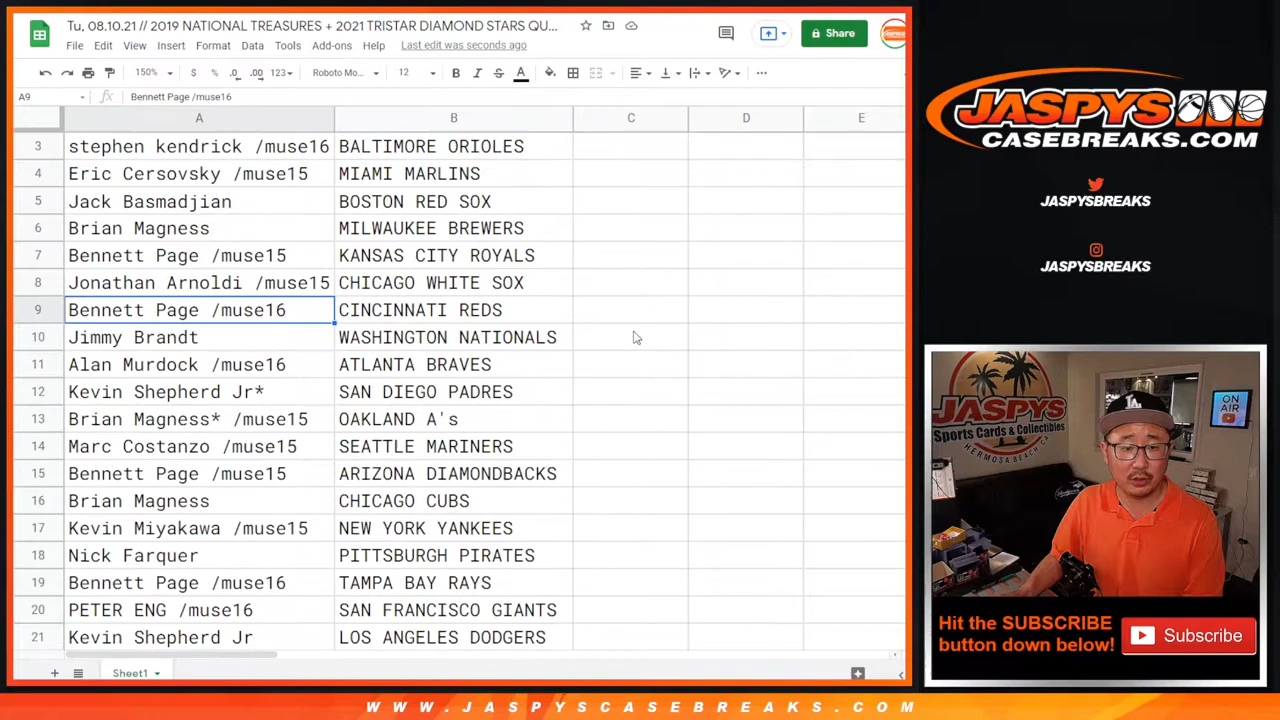 Tu, 08.10.21 // 2019 NATIONAL TREASURES + 2021 TRISTAR DIAMOND STARS QU...
File Edit View Insert Format Data Tools Add-ons Help Last edit was seconds ago
Share
150% $ % .0 .00 123 Roboto Mo... 12 B I S A
A9 fx Bennett Page /muse16
A B C D E
3 stephen kendrick /muse16 BALTIMORE ORIOLES
4 Eric Cersovsky /muse15 MIAMI MARLINS
5 Jack Basmadjian BOSTON RED SOX
6 Brian Magness MILWAUKEE BREWERS
7 Bennett Page /muse15 KANSAS CITY ROYALS
8 Jonathan Arnoldi /muse15 CHICAGO WHITE SOX
9 Bennett Page /muse16 CINCINNATI REDS
10 Jimmy Brandt WASHINGTON NATIONALS
11 Alan Murdock /muse16 ATLANTA BRAVES
12 Kevin Shepherd Jr* SAN DIEGO PADRES
13 Brian Magness* /muse15 OAKLAND A's
14 Marc Costanzo /muse15 SEATTLE MARINERS
15 Bennett Page /muse15 ARIZONA DIAMONDBACKS
16 Brian Magness CHICAGO CUBS
17 Kevin Miyakawa /muse15 NEW YORK YANKEES
18 Nick Farquer PITTSBURGH PIRATES
19 Bennett Page /muse16 TAMPA BAY RAYS
20 PETER ENG /muse16 SAN FRANCISCO GIANTS
21 Kevin Shepherd Jr LOS ANGELES DODGERS
Sheet1
JASPYS
CASEBREAKS.COM
JASPYSBREAKS
JASPYSBREAKS
JASPYS
Sports Cards & Collectibles
HERMOSA BEACH CA
ON AIR
LA
Hit the SUBSCRIBE
button down below!
Subscribe
WWW.JASPYSCASEBREAKS.COM